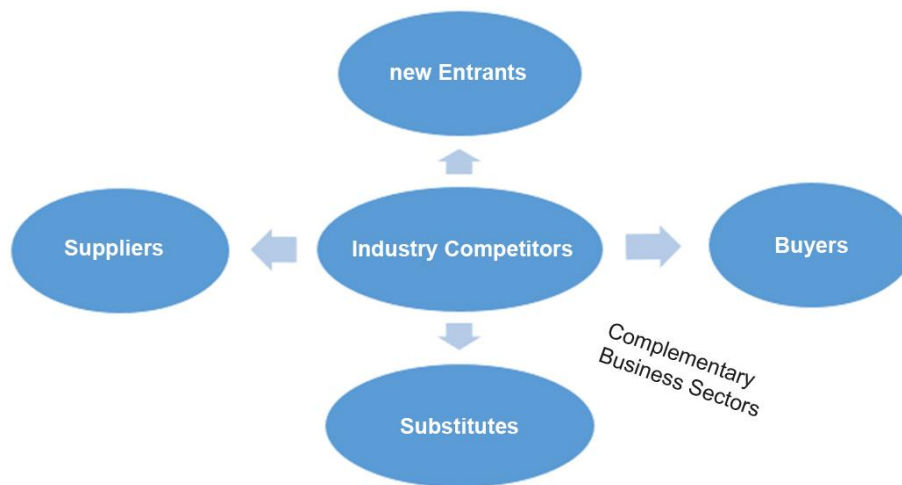 new Entrants
Suppliers
Industry Competitors
Buyers
Complementary
Business Sectors
Substitutes